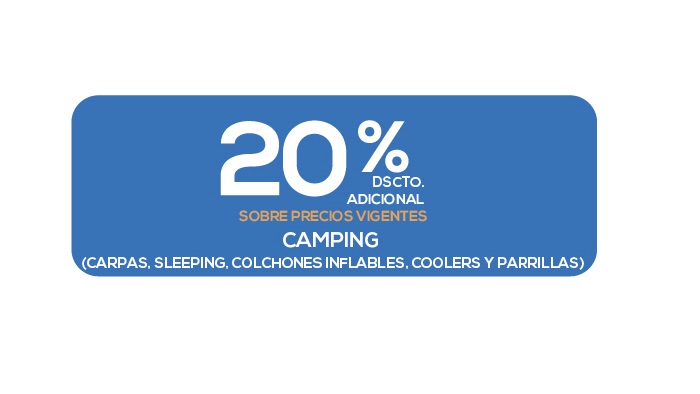 20%
DSCTO.
ADICIONAL
SOBRE PRECIOS VIGENTES
CAMPING
(CARPAS, SLEEPING, COLCHONES INFLABLES, COOLERS Y PARRILLAS)